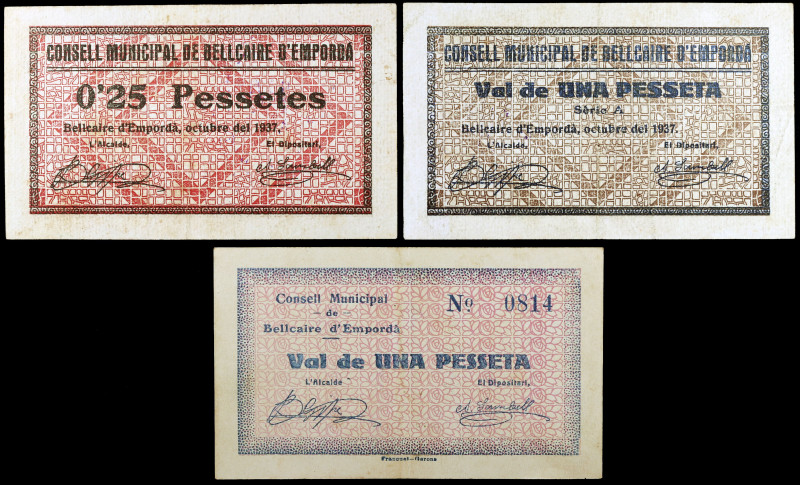 CONSELL MUNICIPAL DE BELLCAIRE D'EMPORDÀ
0'25 Pessetes
Bellcaire d'Empordà, octubre del 1937.
L'Alcalde, El Dipositari,
CONSELL MUNICIPAL DE BELLCAIRE D'EMPORDÀ
Val de UNA PESSETA
Sèrie A
Bellcaire d'Empordà, octubre del 1937.
L'Alcalde, El Dipositari,
Consell Municipal
de
Bellcaire d'Empordà
Nº 0814
Val de UNA PESSETA
L'Alcalde El Dipositari,
Franquet-Gerona